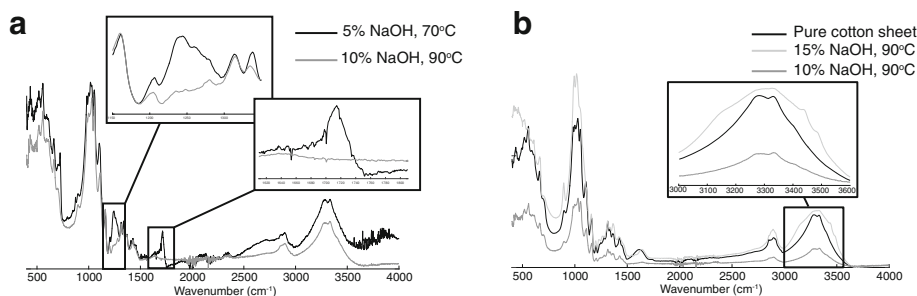 a
5% NaOH, 70°C
10% NaOH, 90°C
500 1000 1500 2000 2500 3000 3500 4000
Wavenumber (cm⁻¹)
b
Pure cotton sheet
15% NaOH, 90°C
10% NaOH, 90°C
3000 3100 3200 3300 3400 3500 3600
500 1000 1500 2000 2500 3000 3500 4000
Wavenumber (cm⁻¹)